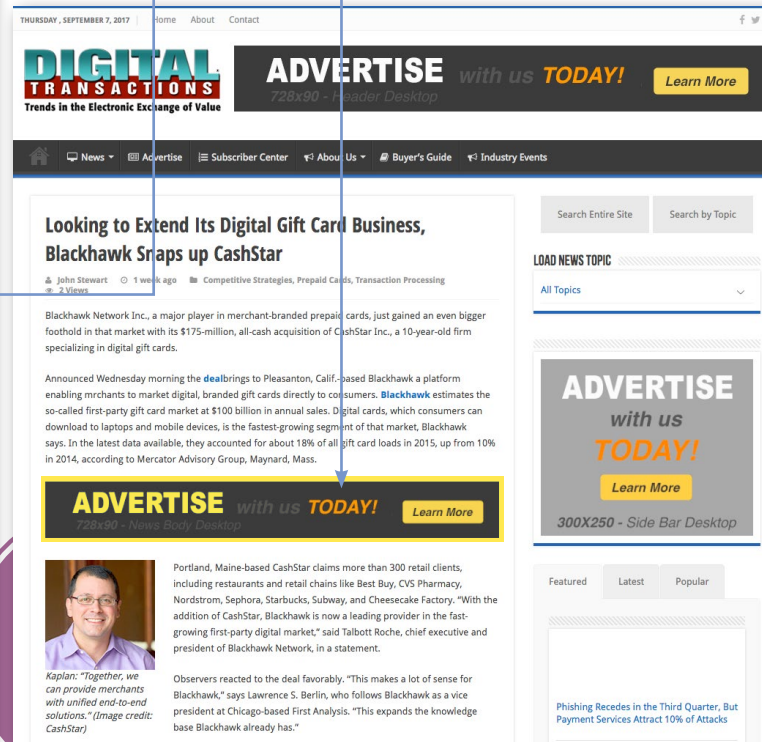 THURSDAY, SEPTEMBER 7, 2017 Home About Contact
DIGITAL
TRANSACTIONS
Trends in the Electronic Exchange of Value
ADVERTISE with us TODAY!
728x90 - Header Desktop
Learn More
News Advertise Subscriber Center About Us Buyer's Guide Industry Events
Looking to Extend Its Digital Gift Card Business,
Blackhawk Snaps up CashStar
John Stewart 1 week ago Competitive Strategies, Prepaid Cards, Transaction Processing
2 Views
Blackhawk Network Inc., a major player in merchant-branded prepaid cards, just gained an even bigger
foothold in that market with its $175-million, all-cash acquisition of CashStar Inc., a 10-year-old firm
specializing in digital gift cards.
Announced Wednesday morning the dealbrings to Pleasanton, Calif.-based Blackhawk a platform
enabling mrchants to market digital, branded gift cards directly to consumers. Blackhawk estimates the
so-called first-party gift card market at $100 billion in annual sales. Digital cards, which consumers can
download to laptops and mobile devices, is the fastest-growing segment of that market, Blackhawk
says. In the latest data available, they accounted for about 18% of all gift card loads in 2015, up from 10%
in 2014, according to Mercator Advisory Group, Maynard, Mass.
ADVERTISE with us TODAY!
728x90 - News Body Desktop
Learn More
Kaplan: "Together, we
can provide merchants
with unified end-to-end
solutions." (Image credit:
CashStar)
Portland, Maine-based CashStar claims more than 300 retail clients,
including restaurants and retail chains like Best Buy, CVS Pharmacy,
Nordstrom, Sephora, Starbucks, Subway, and Cheesecake Factory. "With the
addition of CashStar, Blackhawk is now a leading provider in the fast-
growing first-party digital market," said Talbott Roche, chief executive and
president of Blackhawk Network, in a statement.
Observers reacted to the deal favorably. "This makes a lot of sense for
Blackhawk," says Lawrence S. Berlin, who follows Blackhawk as a vice
president at Chicago-based First Analysis. "This expands the knowledge
base Blackhawk already has."
Search Entire Site
Search by Topic
LOAD NEWS TOPIC
All Topics
ADVERTISE
with us
TODAY!
Learn More
300X250 - Side Bar Desktop
Featured Latest Popular
Phishing Recedes in the Third Quarter, But
Payment Services Attract 10% of Attacks